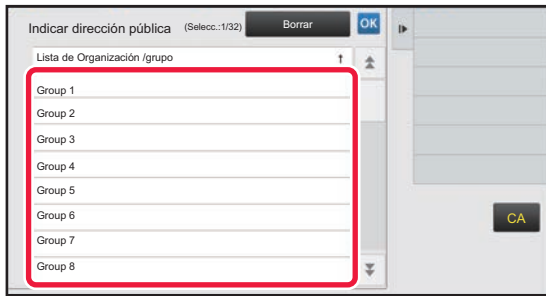 Indicar dirección pública (Selecc.:1/32) Borrar OK
Lista de Organización /grupo
Group 1
Group 2
Group 3
Group 4
Group 5
Group 6
Group 7
Group 8
CA